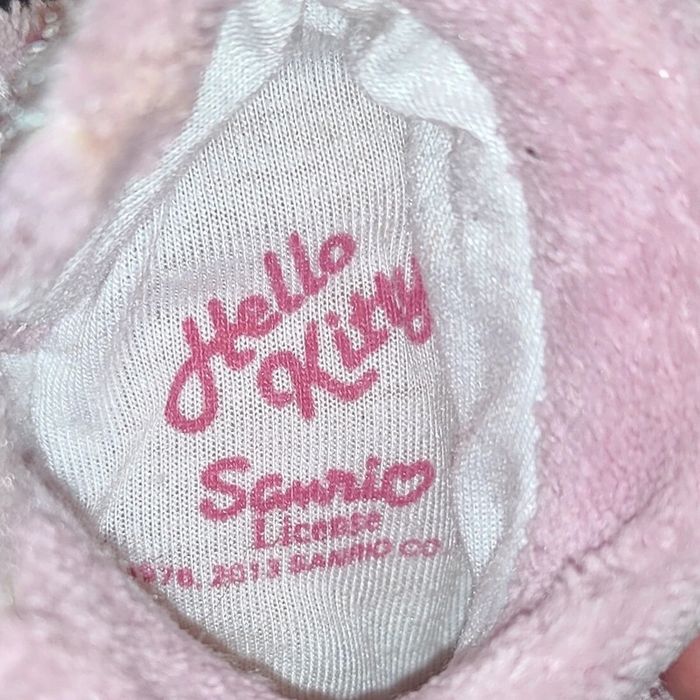 Hello
Kitty
Sanrio
License
1976, 2013 SANRIO CO